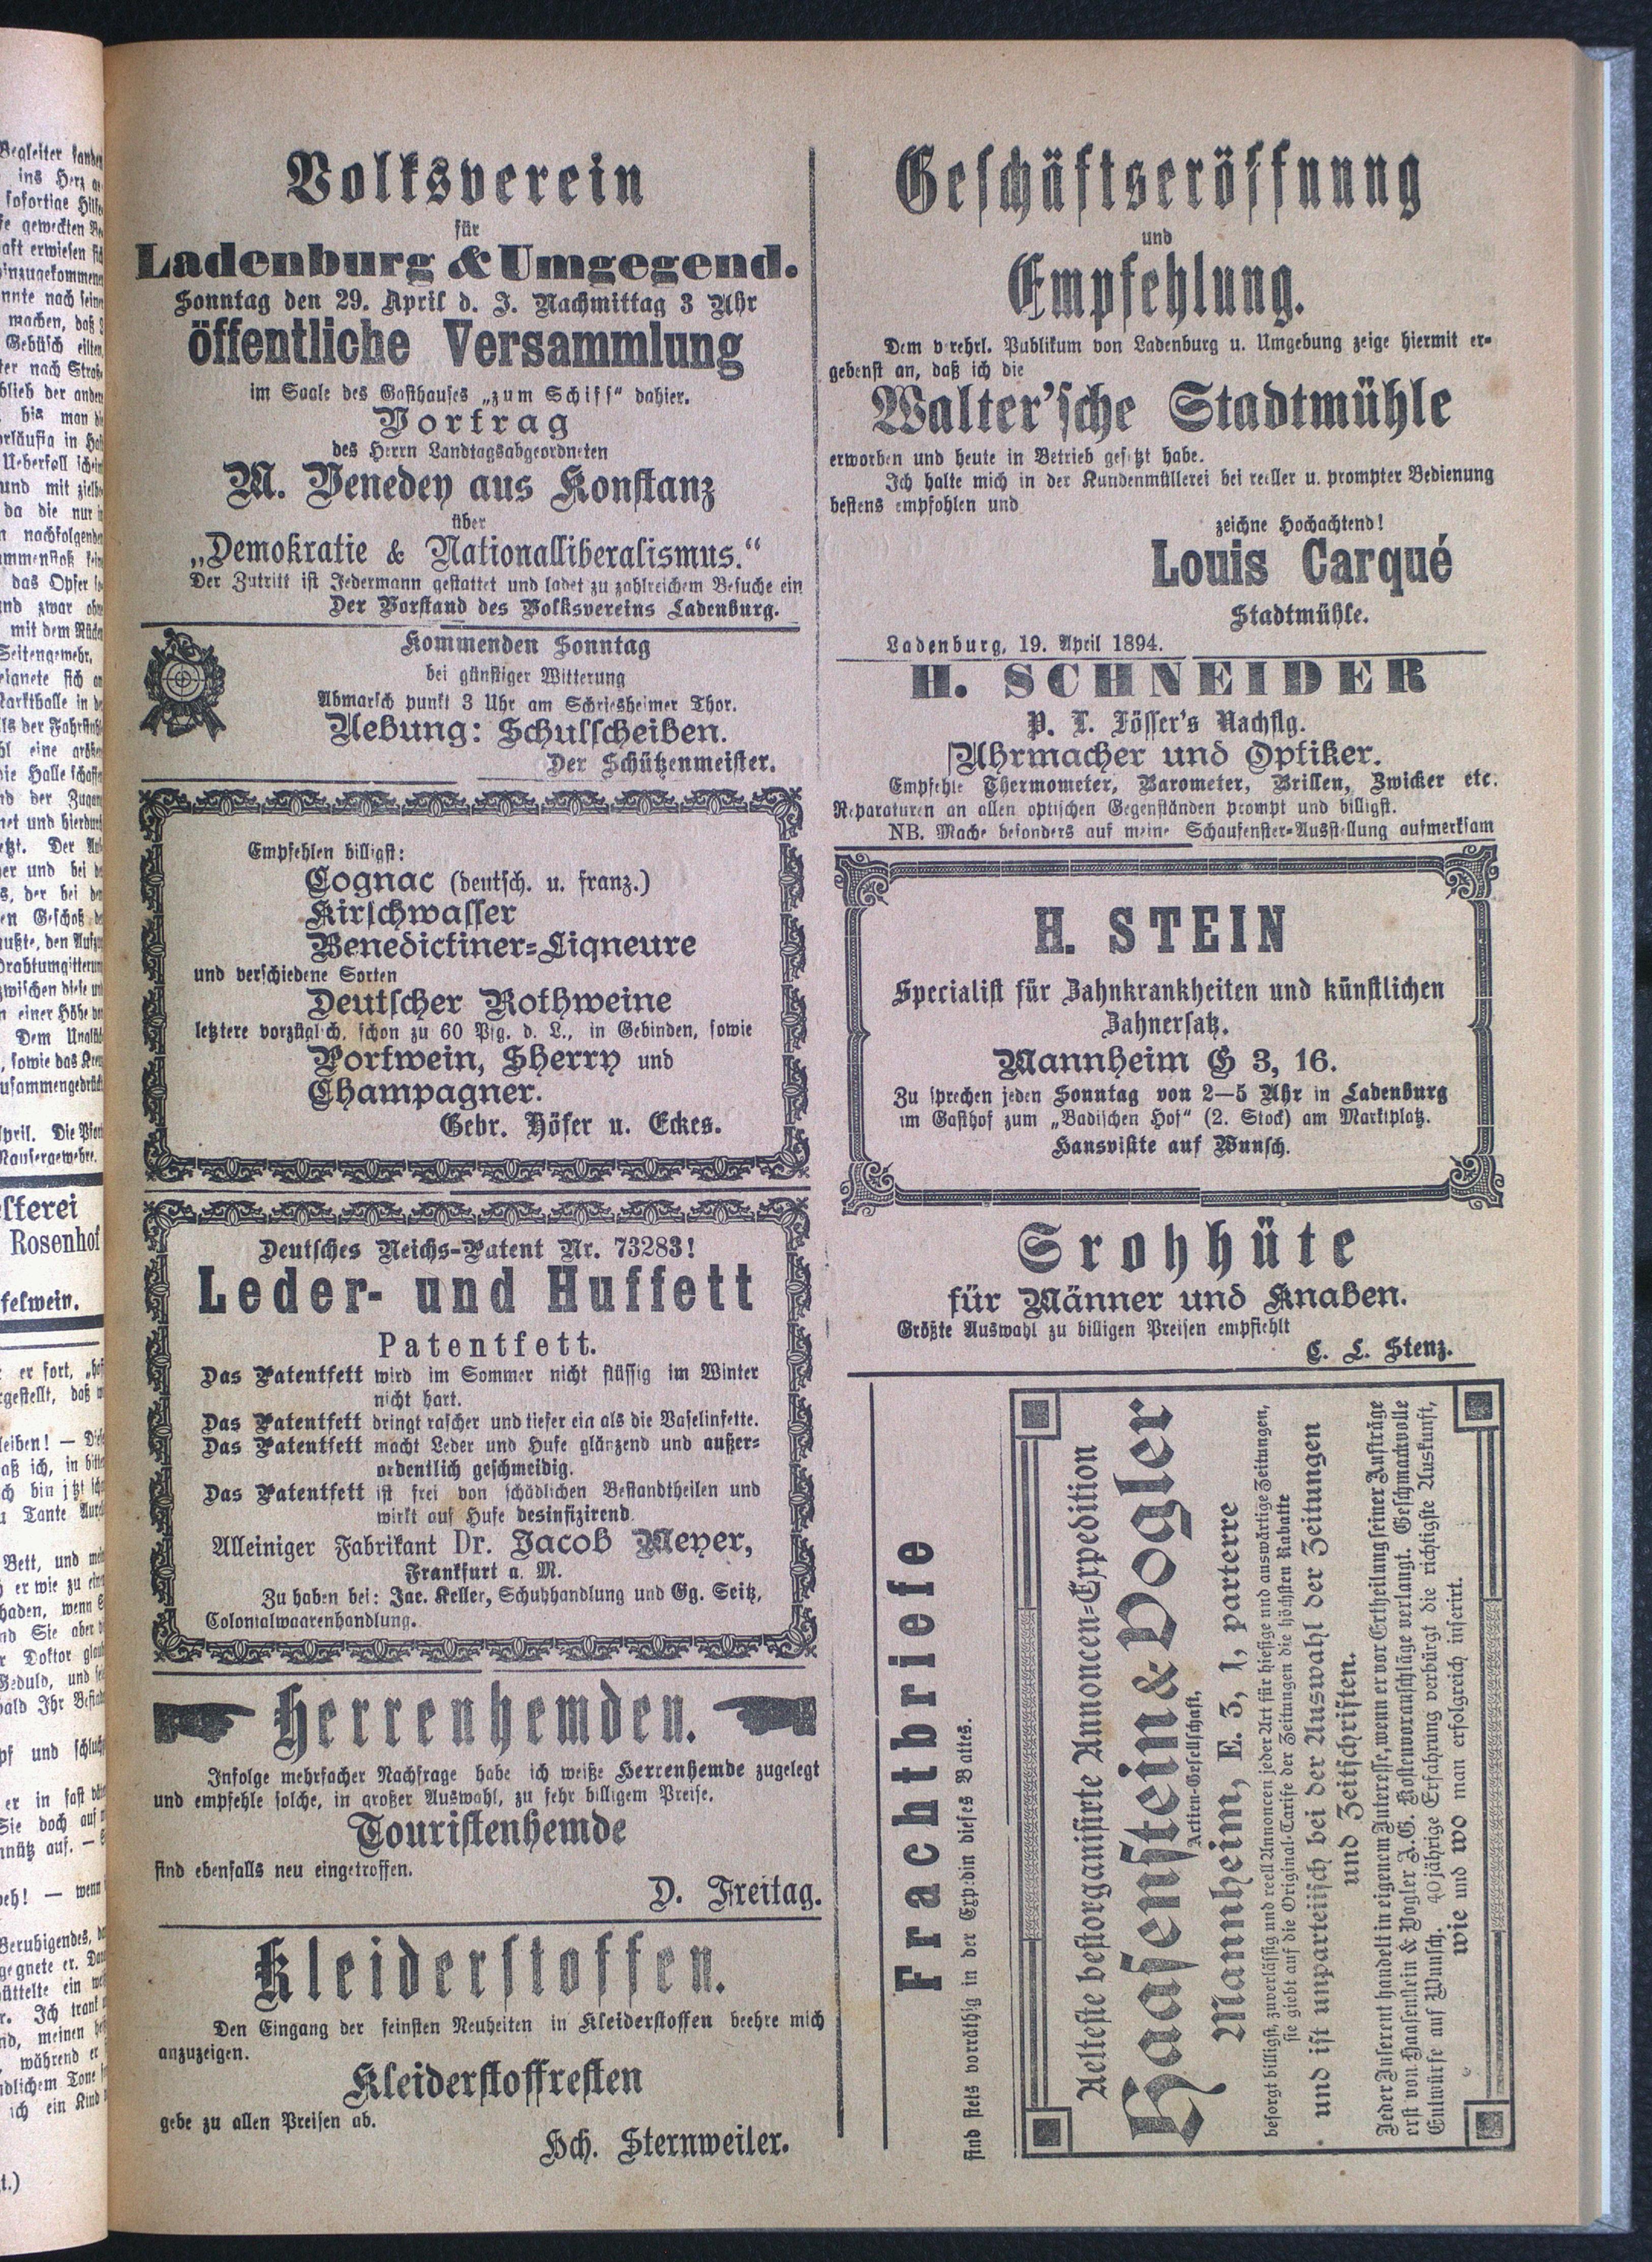 Volksverein
für
Ladenburg & Umgegend.
Sonntag den 29. April d. J. Nachmittag 3 Uhr
öffentliche Versammlung
im Saale des Gasthauses „zum Schiff“ dahier.
Vortrag
des Herrn Landtagsabgeordneten
M. Venedey aus Konstanz
über
„Demokratie & Nationalliberalismus.“
Der Zutritt ist Jedermann gestattet und ladet zu zahlreichem Besuche ein
Der Vorstand des Volksvereins Ladenburg.
Kommenden Sonntag
bei günstiger Witterung
Abmarsch punkt 3 Uhr am Schriesheimer Thor.
Uebung: Schulscheiben.
Der Schützenmeister.
Empfehlen billigst:
Cognac (deutsch. u. franz.)
Kirschwasser
Benedictiner-Liqneure
und verschiedene Sorten
Deutscher Rothweine
letztere vorzüglich, schon zu 60 Pfg. d. L., in Gebinden, sowie
Portwein, Sherry und
Champagner.
Gebr. Höfer u. Eckes.
Deutsches Reichs-Patent Nr. 73283!
Leder- und Huffett
Patentfett.
Das Patentfett wird im Sommer nicht flüssig im Winter
nicht hart.
Das Patentfett dringt rascher und tiefer ein als die Vaselinfette.
Das Patentfett macht Leder und Hufe glänzend und außer-
ordentlich geschmeidig.
Das Patentfett ist frei von schädlichen Bestandtheilen und
wirkt auf Hufe desinfizirend.
Alleiniger Fabrikant Dr. Jacob Meyer,
Frankfurt a. M.
Zu haben bei: Jac. Keller, Schuhhandlung und Gg. Seitz,
Colonialwaarenhandlung.
Herrenhemden.
Infolge mehrfacher Nachfrage habe ich weiße Herrenhemde zugelegt
und empfehle solche, in großer Auswahl, zu sehr billigem Preise.
Touristenhemde
sind ebenfalls neu eingetroffen.
D. Freitag.
Kleiderstoffen.
Den Eingang der feinsten Neuheiten in Kleiderstoffen beehre mich
anzuzeigen.
Kleiderstoffresten
gebe zu allen Preisen ab.
Hch. Sternweiler.
Geschäftseröffnung
und
Empfehlung.
Dem v rehrl. Publikum von Ladenburg u. Umgebung zeige hiermit er-
gebenst an, daß ich die
Walter'sche Stadtmühle
erworben und heute in Betrieb gesetzt habe.
Ich halte mich in der Kundenmüllerei bei reeller u. prompter Bedienung
bestens empfohlen und
zeichne Hochachtend!
Louis Carqué
Stadtmühle.
Ladenburg, 19. April 1894.
H. SCHNEIDER
P. L. Lösser's Nachflg.
Uhrmacher und Optiker.
Empfehle Thermometer, Barometer, Brillen, Zwicker etc.
Reparaturen an allen optischen Gegenständen prompt und billigst.
NB. Mache besonders auf meine Schaufenster-Ausstellung aufmerksam
H. STEIN
Specialist für Zahnkrankheiten und künstlichen
Zahnersatz.
Mannheim G 3, 16.
Zu sprechen jeden Sonntag von 2—5 Uhr in Ladenburg
im Gasthof zum „Badischen Hof“ (2. Stock) am Marktplatz.
Hansvisite auf Wunsch.
Srohhüte
für Männer und Knaben.
Größte Auswahl zu billigen Preisen empfiehlt
C. L. Stenz.
Frachtbriefe
sind stets voräthig in der Expedin dieses Battes.
Aelteste bestorganisirte Annoncen-Expedition
Haasenstein & Vogler
Actien-Gesellschaft,
Mannheim, E. 3, 1, parterre
besorgt billigst, zuverlässig und reell Annoncen jeder Art für hiesige und auswärtige Zeitungen,
sie giebt auf die Original-Tarife der Zeitungen die höchsten Rabatte
und ist unparteiisch bei der Auswahl der Zeitungen
und Zeitschriften.
Jeder Inserent handelt in eigenem Interesse, wenn er vor Ertheilung seiner Aufträge
erst von Haasenstein & Vogler A.G. Kostenvoranschläge verlangt. Geschmackvolle
Entwürfe auf Wunsch. 40jährige Erfahrung verbürgt die richtigste Auskunft,
wie und wo man erfolgreich inserirt.